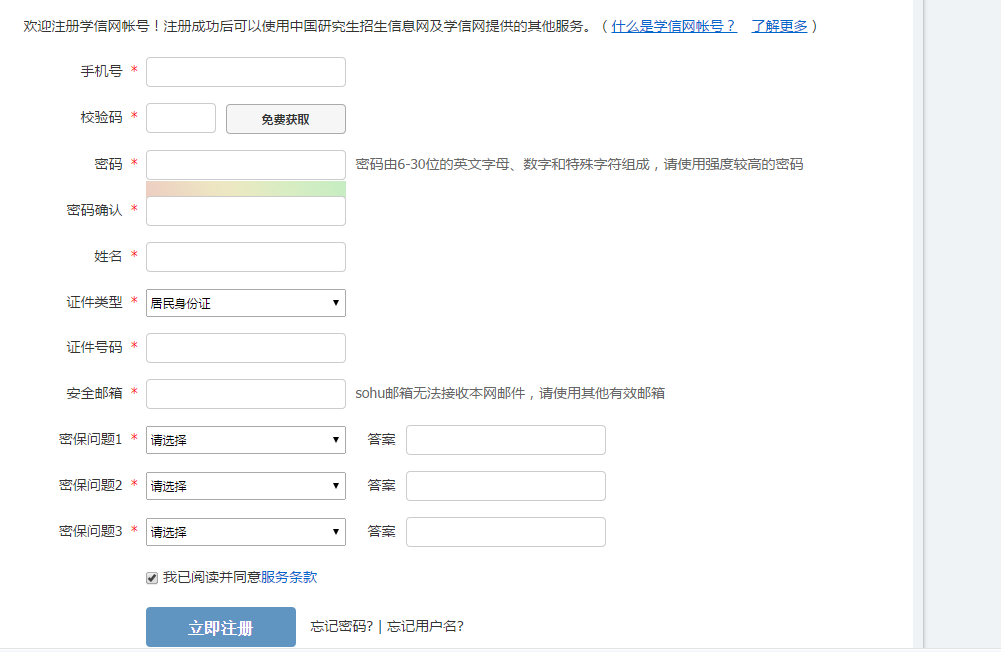 欢迎注册学信网帐号！注册成功后可以使用中国研究生招生信息网及学信网提供的其他服务。（什么是学信网帐号？ 了解更多）
手机号 *
校验码 * 免费获取
密码 * 密码由6-30位的英文字母、数字和特殊字符组成，请使用强度较高的密码
密码确认 *
姓名 *
证件类型 * 居民身份证
证件号码 *
安全邮箱 * sohu邮箱无法接收本网邮件，请使用其他有效邮箱
密保问题1 * 请选择 答案
密保问题2 * 请选择 答案
密保问题3 * 请选择 答案
我已阅读并同意服务条款
立即注册 忘记密码? | 忘记用户名?